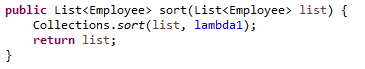 public List<Employee> sort(List<Employee> list) {
    Collections.sort(list, lambda1);
    return list;
}